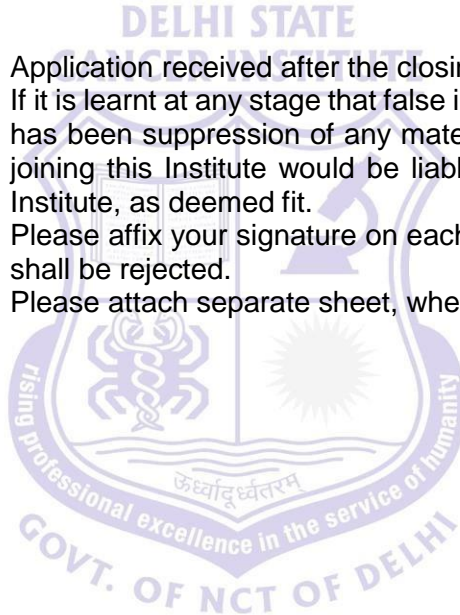 DELHI STATE
CANCER INSTITUTE
Application received after the closin
If it is learnt at any stage that false i
has been suppression of any mate
joining this Institute would be liabl
Institute, as deemed fit.
Please affix your signature on each
shall be rejected.
Please attach separate sheet, whe
rising professional excellence in the service of humanity
ऊर्ध्वादूर्ध्वतरम्
GOVT. OF NCT OF DELHI